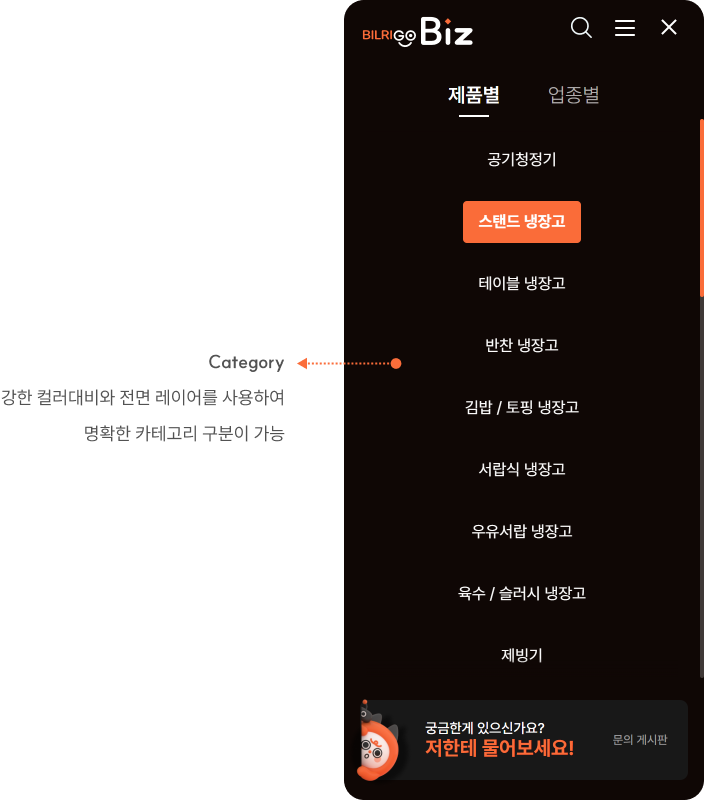 BILRIGO Biz
제품별 업종별
공기청정기
스탠드 냉장고
테이블 냉장고
반찬 냉장고
Category
강한 컬러대비와 전면 레이어를 사용하여
명확한 카테고리 구분이 가능
김밥 / 토핑 냉장고
서랍식 냉장고
우유서랍 냉장고
육수 / 슬러시 냉장고
제빙기
궁금한게 있으신가요?
저한테 물어보세요!
문의 게시판